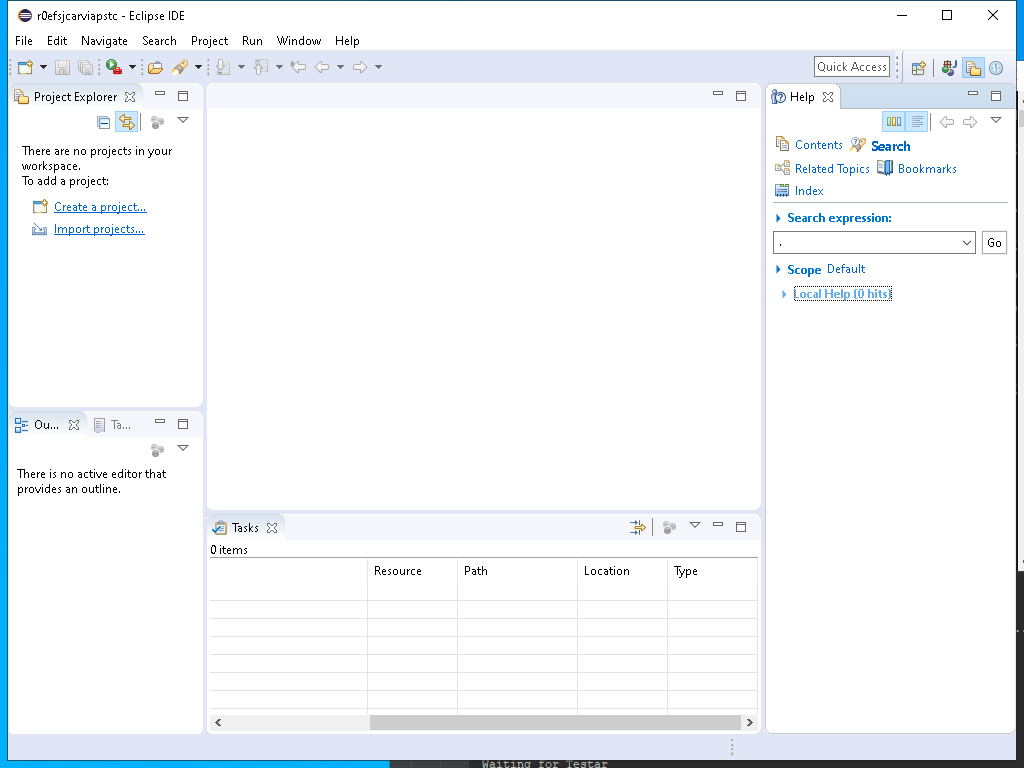 r0efsjcarviapstc - Eclipse IDE
File Edit Navigate Search Project Run Window Help
Quick Access
Project Explorer
There are no projects in your
workspace.
To add a project:
Create a project...
Import projects...
Ou... Ta...
There is no active editor that
provides an outline.
Tasks
0 items
Resource Path Location Type
Help
Contents Search
Related Topics Bookmarks
Index
Search expression:
. Go
Scope Default
Local Help (0 hits)
Waiting for Testar